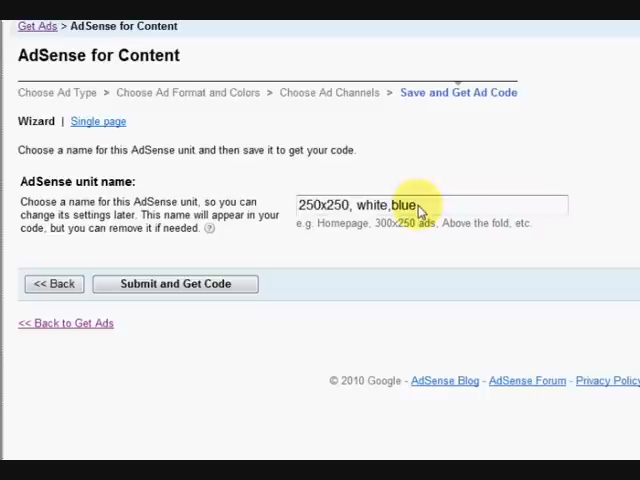 Get Ads > AdSense for Content
AdSense for Content
Choose Ad Type > Choose Ad Format and Colors > Choose Ad Channels > Save and Get Ad Code
Wizard | Single page
Choose a name for this AdSense unit and then save it to get your code.
AdSense unit name:
Choose a name for this AdSense unit, so you can
change its settings later. This name will appear in your
code, but you can remove it if needed. ?
250x250, white,blue
e.g. Homepage, 300x250 ads, Above the fold, etc.
<< Back
Submit and Get Code
<< Back to Get Ads
© 2010 Google - AdSense Blog - AdSense Forum - Privacy Policy